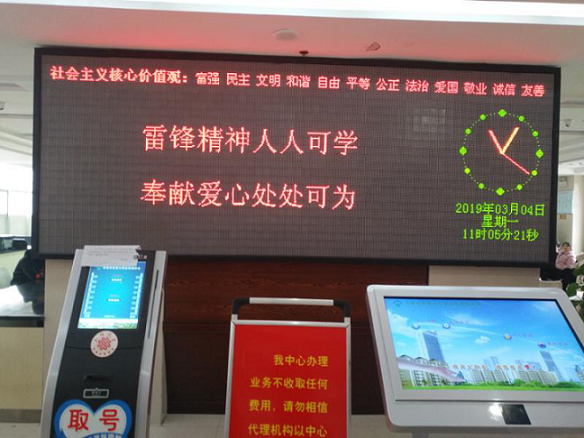 社会主义核心价值观：富强 民主 文明 和谐 自由 平等 公正 法治 爱国 敬业 诚信 友善
雷锋精神人人可学
奉献爱心处处可为
2019年03月04日
星期一
11时05分21秒
取号
我中心办理
业务不收取任何
费用，请勿相信
代理机构以中心